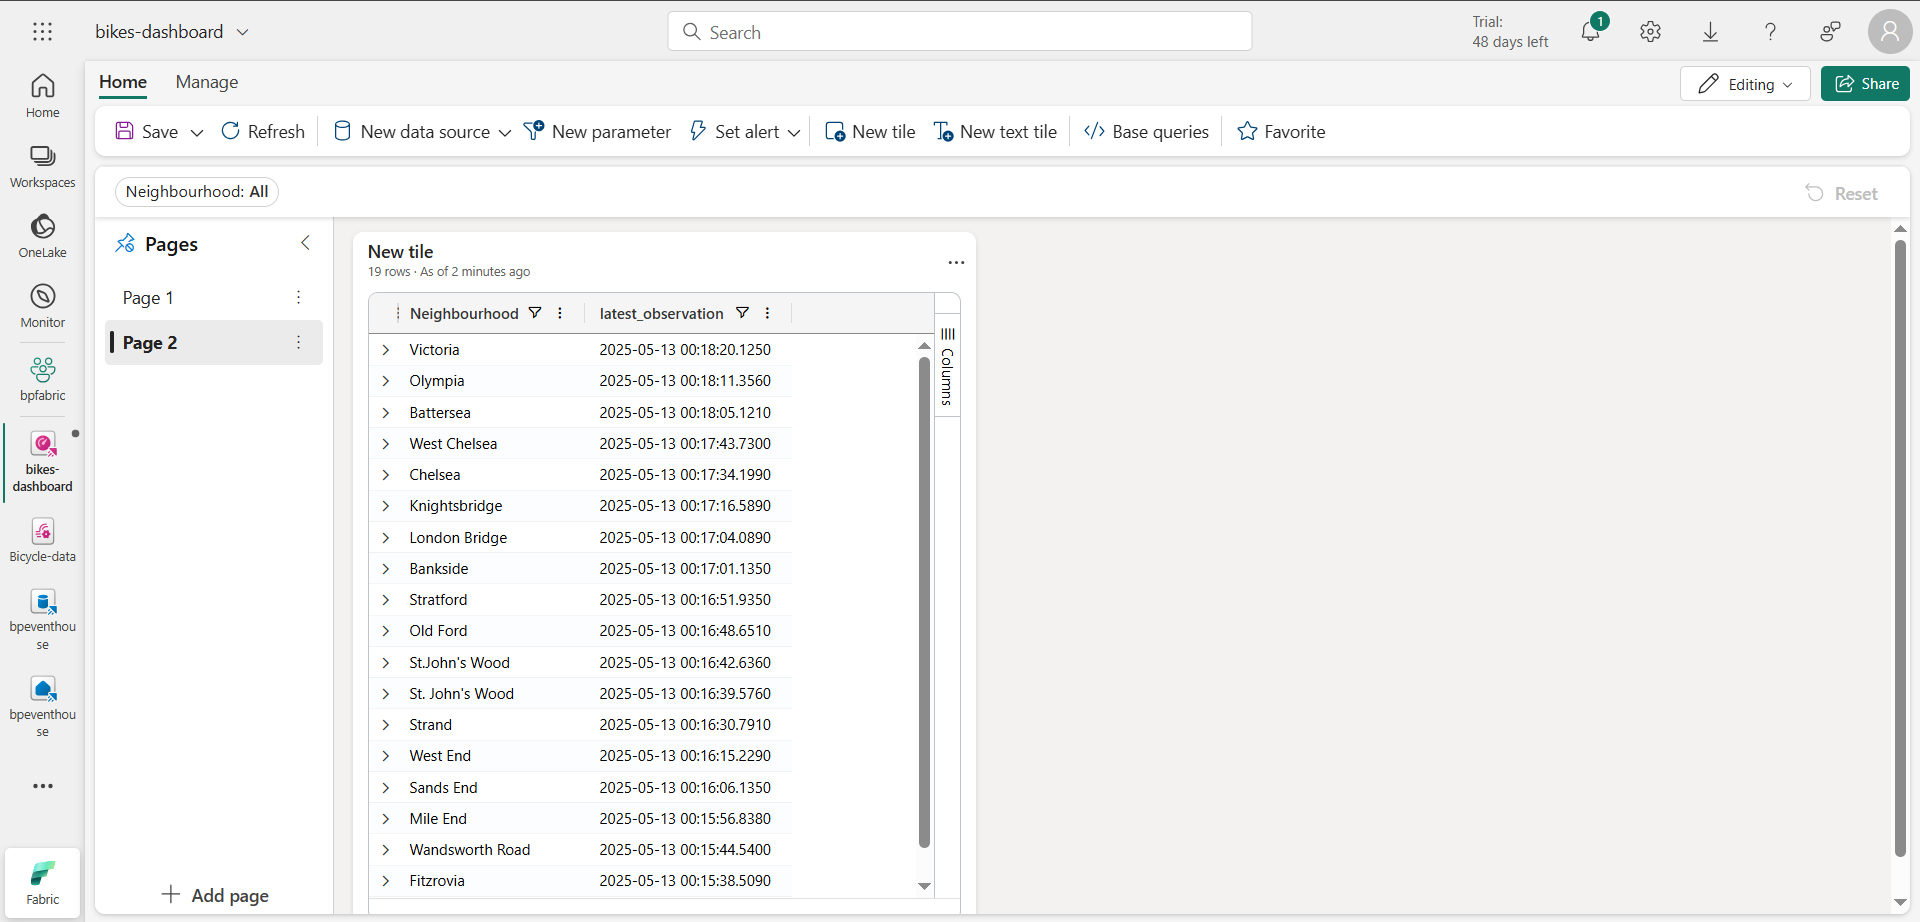 bikes-dashboard
Search
Trial:
48 days left
1
Home
Manage
Editing
Share
Save
Refresh
New data source
New parameter
Set alert
New tile
New text tile
Base queries
Favorite
Neighbourhood: All
Reset
Home
Workspaces
OneLake
Monitor
bpfabric
bikes-
dashboard
Bicycle-data
bpeventhou
se
bpeventhou
se
Fabric
Pages
Page 1
Page 2
Add page
New tile
19 rows · As of 2 minutes ago
Neighbourhood latest_observation
Victoria 2025-05-13 00:18:20.1250
Olympia 2025-05-13 00:18:11.3560
Battersea 2025-05-13 00:18:05.1210
West Chelsea 2025-05-13 00:17:43.7300
Chelsea 2025-05-13 00:17:34.1990
Knightsbridge 2025-05-13 00:17:16.5890
London Bridge 2025-05-13 00:17:04.0890
Bankside 2025-05-13 00:17:01.1350
Stratford 2025-05-13 00:16:51.9350
Old Ford 2025-05-13 00:16:48.6510
St.John's Wood 2025-05-13 00:16:42.6360
St. John's Wood 2025-05-13 00:16:39.5760
Strand 2025-05-13 00:16:30.7910
West End 2025-05-13 00:16:15.2290
Sands End 2025-05-13 00:16:06.1350
Mile End 2025-05-13 00:15:56.8380
Wandsworth Road 2025-05-13 00:15:44.5400
Fitzrovia 2025-05-13 00:15:38.5090
Columns